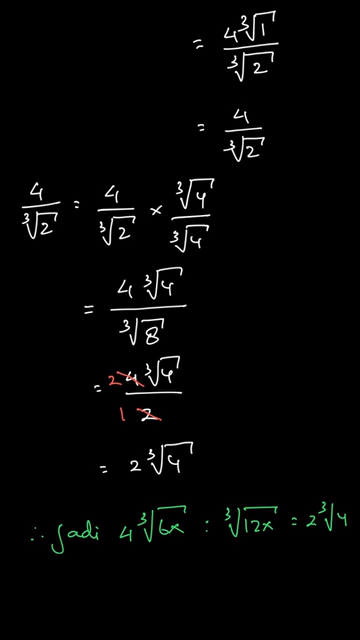 = 4∛1 / ∛2
= 4 / ∛2
4 / ∛2 = 4 / ∛2 × ∛4 / ∛4
= 4∛4 / ∛8
= 2 4∛4 / 1 2
= 2∛4
∴ Jadi 4∛6x : ∛12x = 2∛4